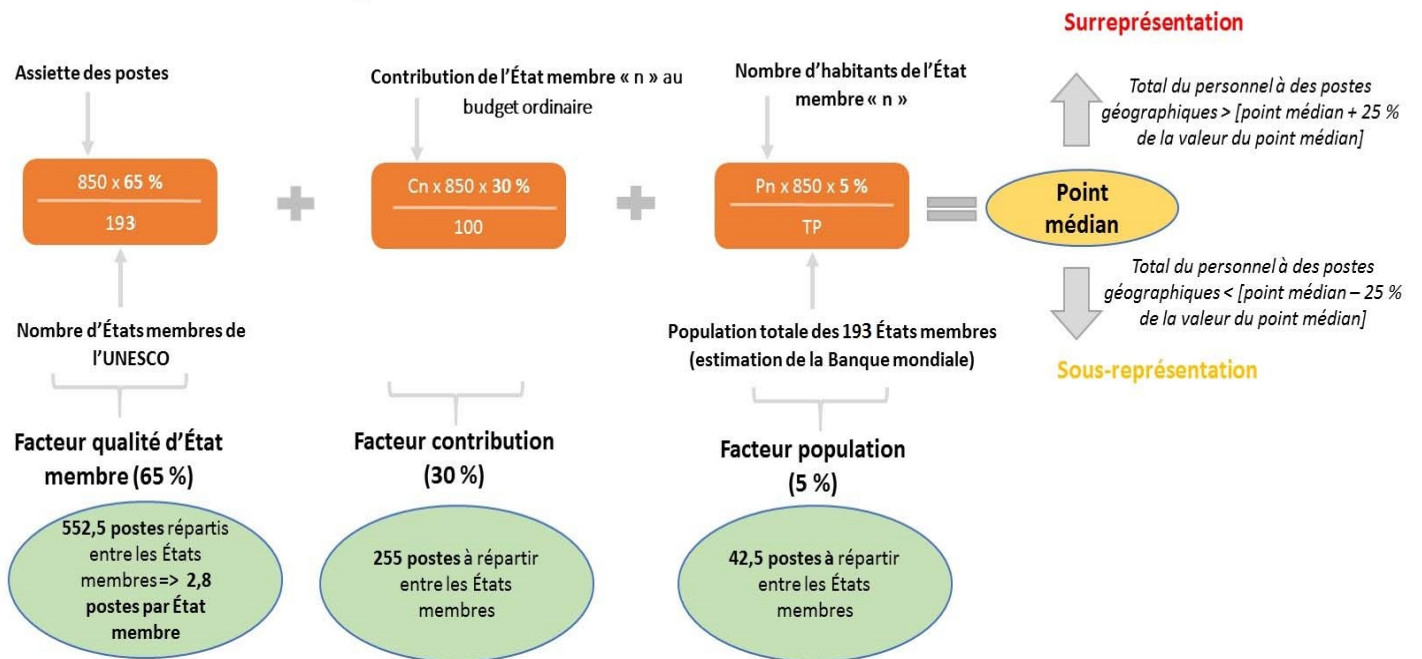 Surreprésentation
Assiette des postes
Contribution de l'État membre « n » au
budget ordinaire
Nombre d'habitants de l'État
membre « n »
Total du personnel à des postes
géographiques > [point médian + 25 %
de la valeur du point médian]
850 x 65 %
193
Cn x 850 x 30 %
100
Pn x 850 x 5 %
TP
Point
médian
Nombre d'États membres de
l'UNESCO
Population totale des 193 États membres
(estimation de la Banque mondiale)
Total du personnel à des postes
géographiques < [point médian – 25 %
de la valeur du point médian]
Sous-représentation
Facteur qualité d'État
membre (65 %)
Facteur contribution
(30 %)
Facteur population
(5 %)
552,5 postes répartis
entre les États
membres => 2,8
postes par État
membre
255 postes à répartir
entre les États
membres
42,5 postes à répartir
entre les États
membres